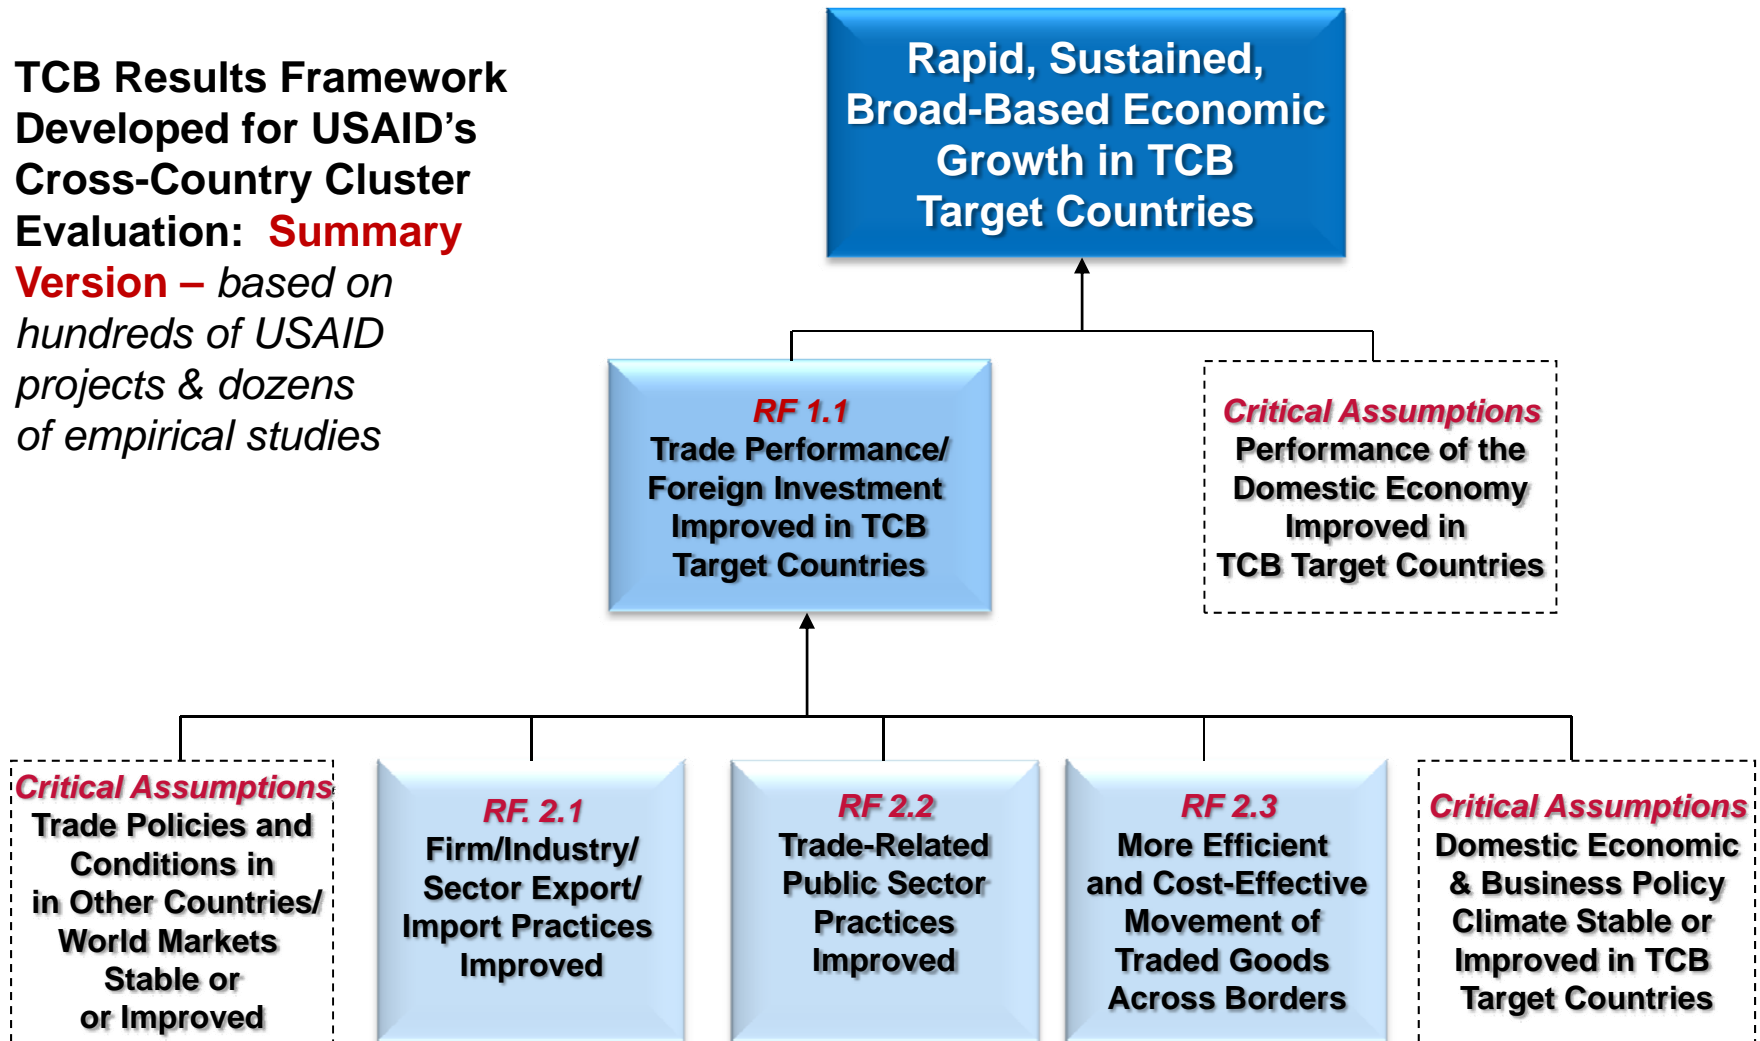 TCB Results Framework
Developed for USAID’s
Cross-Country Cluster
Evaluation: Summary
Version – based on
hundreds of USAID
projects & dozens
of empirical studies
Rapid, Sustained,
Broad-Based Economic
Growth in TCB
Target Countries
RF 1.1
Trade Performance/
Foreign Investment
Improved in TCB
Target Countries
Critical Assumptions
Performance of the
Domestic Economy
Improved in
TCB Target Countries
Critical Assumptions
Trade Policies and
Conditions in
in Other Countries/
World Markets
Stable or
or Improved
RF. 2.1
Firm/Industry/
Sector Export/
Import Practices
Improved
RF 2.2
Trade-Related
Public Sector
Practices
Improved
RF 2.3
More Efficient
and Cost-Effective
Movement of
Traded Goods
Across Borders
Critical Assumptions
Domestic Economic
& Business Policy
Climate Stable or
Improved in TCB
Target Countries